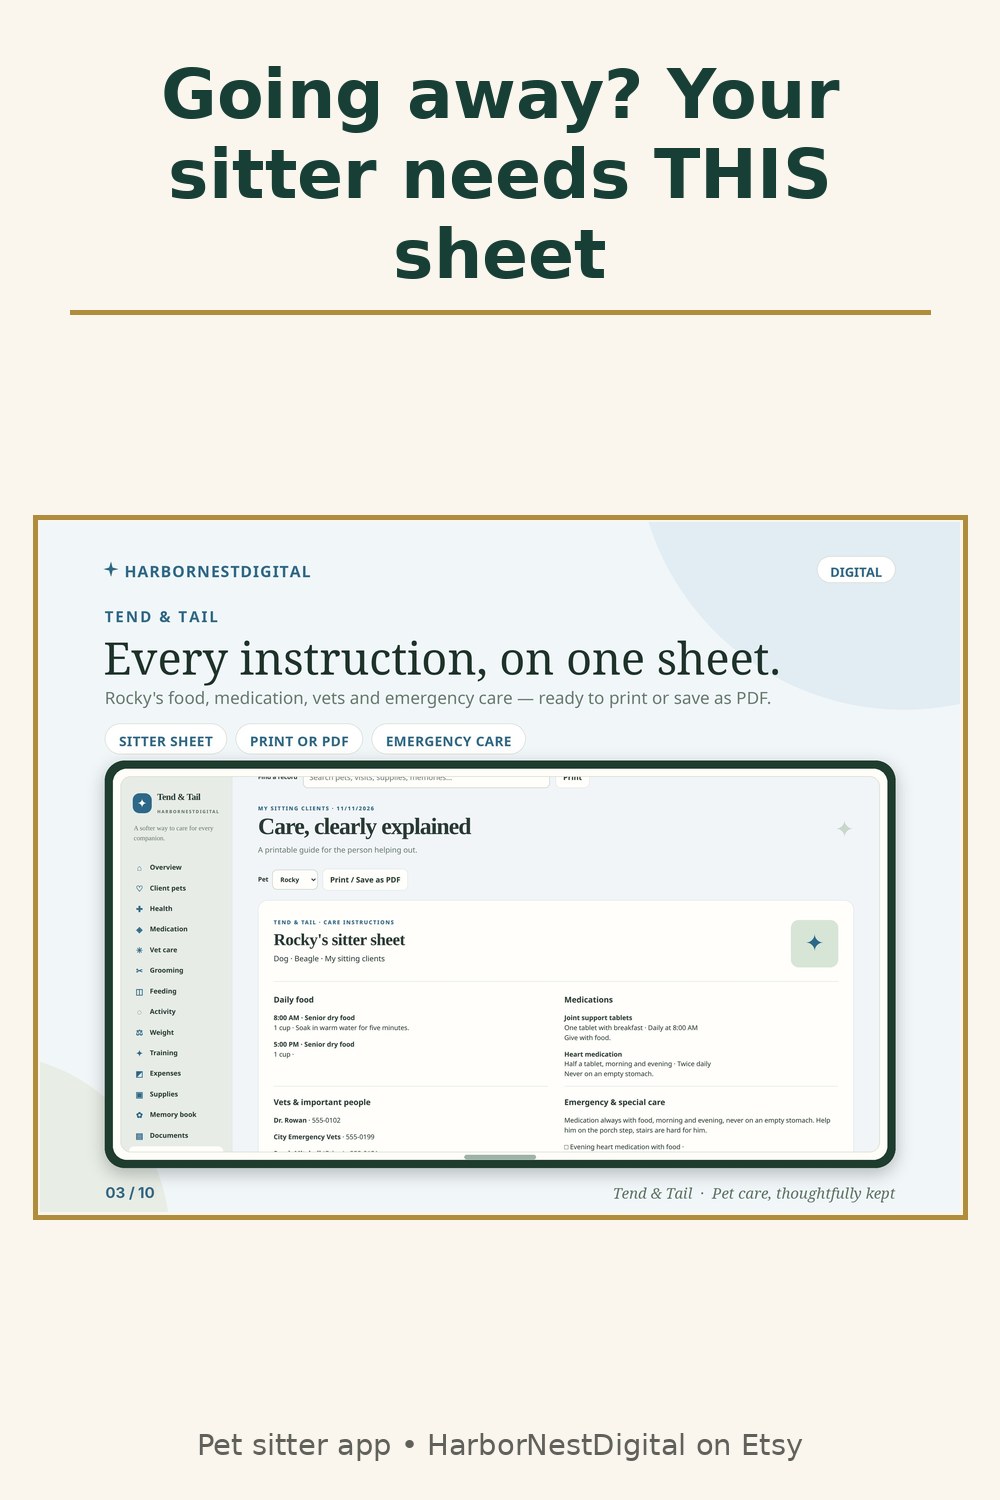 Going away? Your
sitter needs THIS
sheet
HARBORNESTDIGITAL
DIGITAL
TEND & TAIL
Every instruction, on one sheet.
Rocky's food, medication, vets and emergency care — ready to print or save as PDF.
SITTER SHEET
PRINT OR PDF
EMERGENCY CARE
Tend & Tail
HARBORNESTDIGITAL
A softer way to care for every
companion.
Overview
Client pets
Health
Medication
Vet care
Grooming
Feeding
Activity
Weight
Training
Expenses
Supplies
Memory book
Documents
Find a record
Search pets, visits, supplies, memories...
Print
MY SITTING CLIENTS · 11/11/2026
Care, clearly explained
A printable guide for the person helping out.
Pet
Rocky
Print / Save as PDF
TEND & TAIL · CARE INSTRUCTIONS
Rocky's sitter sheet
Dog · Beagle · My sitting clients
Daily food
8:00 AM · Senior dry food
1 cup · Soak in warm water for five minutes.
5:00 PM · Senior dry food
1 cup ·
Medications
Joint support tablets
One tablet with breakfast · Daily at 8:00 AM
Give with food.
Heart medication
Half a tablet, morning and evening · Twice daily
Never on an empty stomach.
Vets & important people
Dr. Rowan · 555-0102
City Emergency Vets · 555-0199
Emergency & special care
Medication always with food, morning and evening, never on an empty stomach. Help
him on the porch step, stairs are hard for him.
Evening heart medication with food ·
03 / 10
Tend & Tail · Pet care, thoughtfully kept
Pet sitter app • HarborNestDigital on Etsy